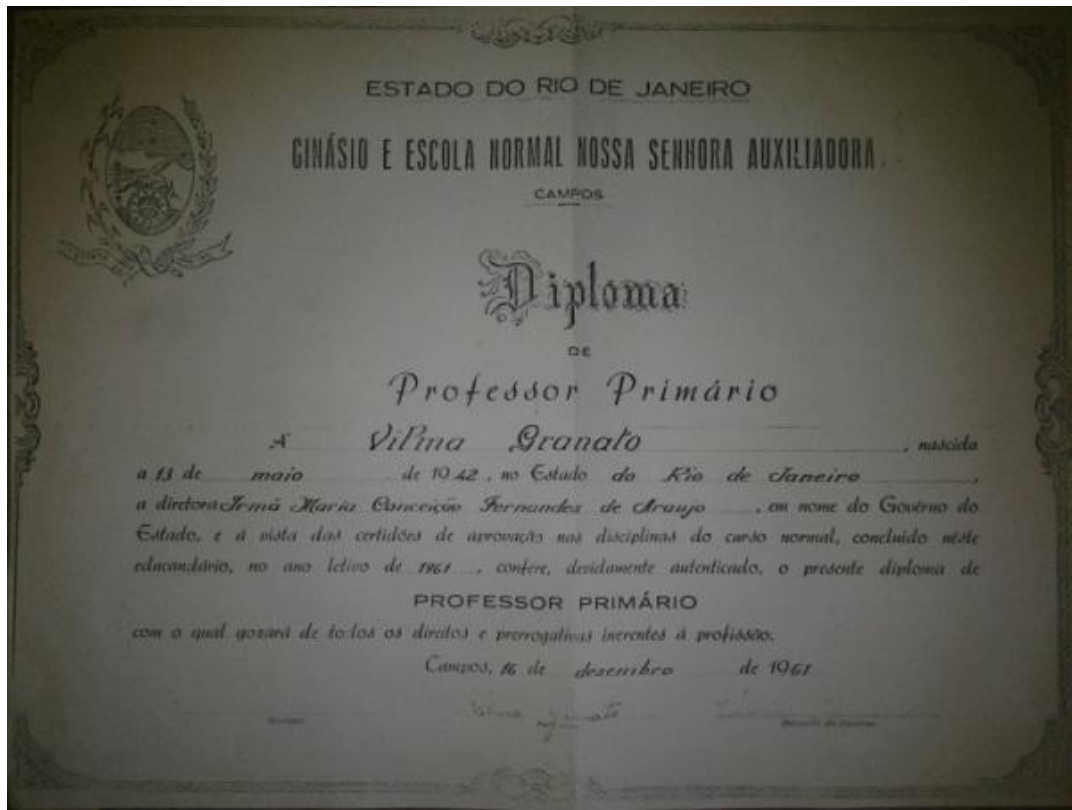 ESTADO DO RIO DE JANEIRO
GINÁSIO E ESCOLA NORMAL NOSSA SENHORA AUXILIADORA
CAMPOS
Diploma
DE
Professor Primário
A Vilma Granato, nascida
a 13 de maio de 1942, no Estado do Rio de Janeiro,
a diretora Irmã Maria Conceição Fernandes de Araujo, em nome do Govêrno do
Estado, e á vista das certidões de aprovação nas disciplinas do curso normal, concluido nêste
educandário, no ano letivo de 1961, confere, devidamente autenticado, o presente diploma de
PROFESSOR PRIMÁRIO
com o qual gozará de todos os direitos e prerrogativas inerentes á profissão.
Campos, 16 de dezembro de 1961